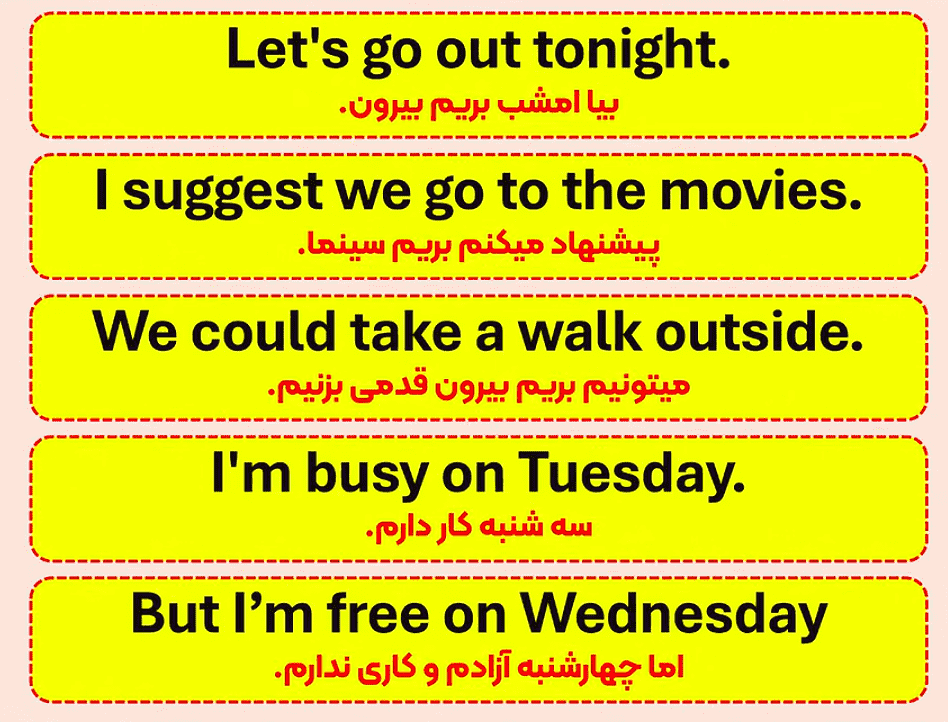 Let's go out tonight.
بیا امشب بریم بیرون.
I suggest we go to the movies.
پیشنهاد میکنم بریم سینما.
We could take a walk outside.
میتونیم بریم بیرون قدمی بزنیم.
I'm busy on Tuesday.
سه شنبه کار دارم.
But I’m free on Wednesday
اما چهارشنبه آزادم و کاری ندارم.